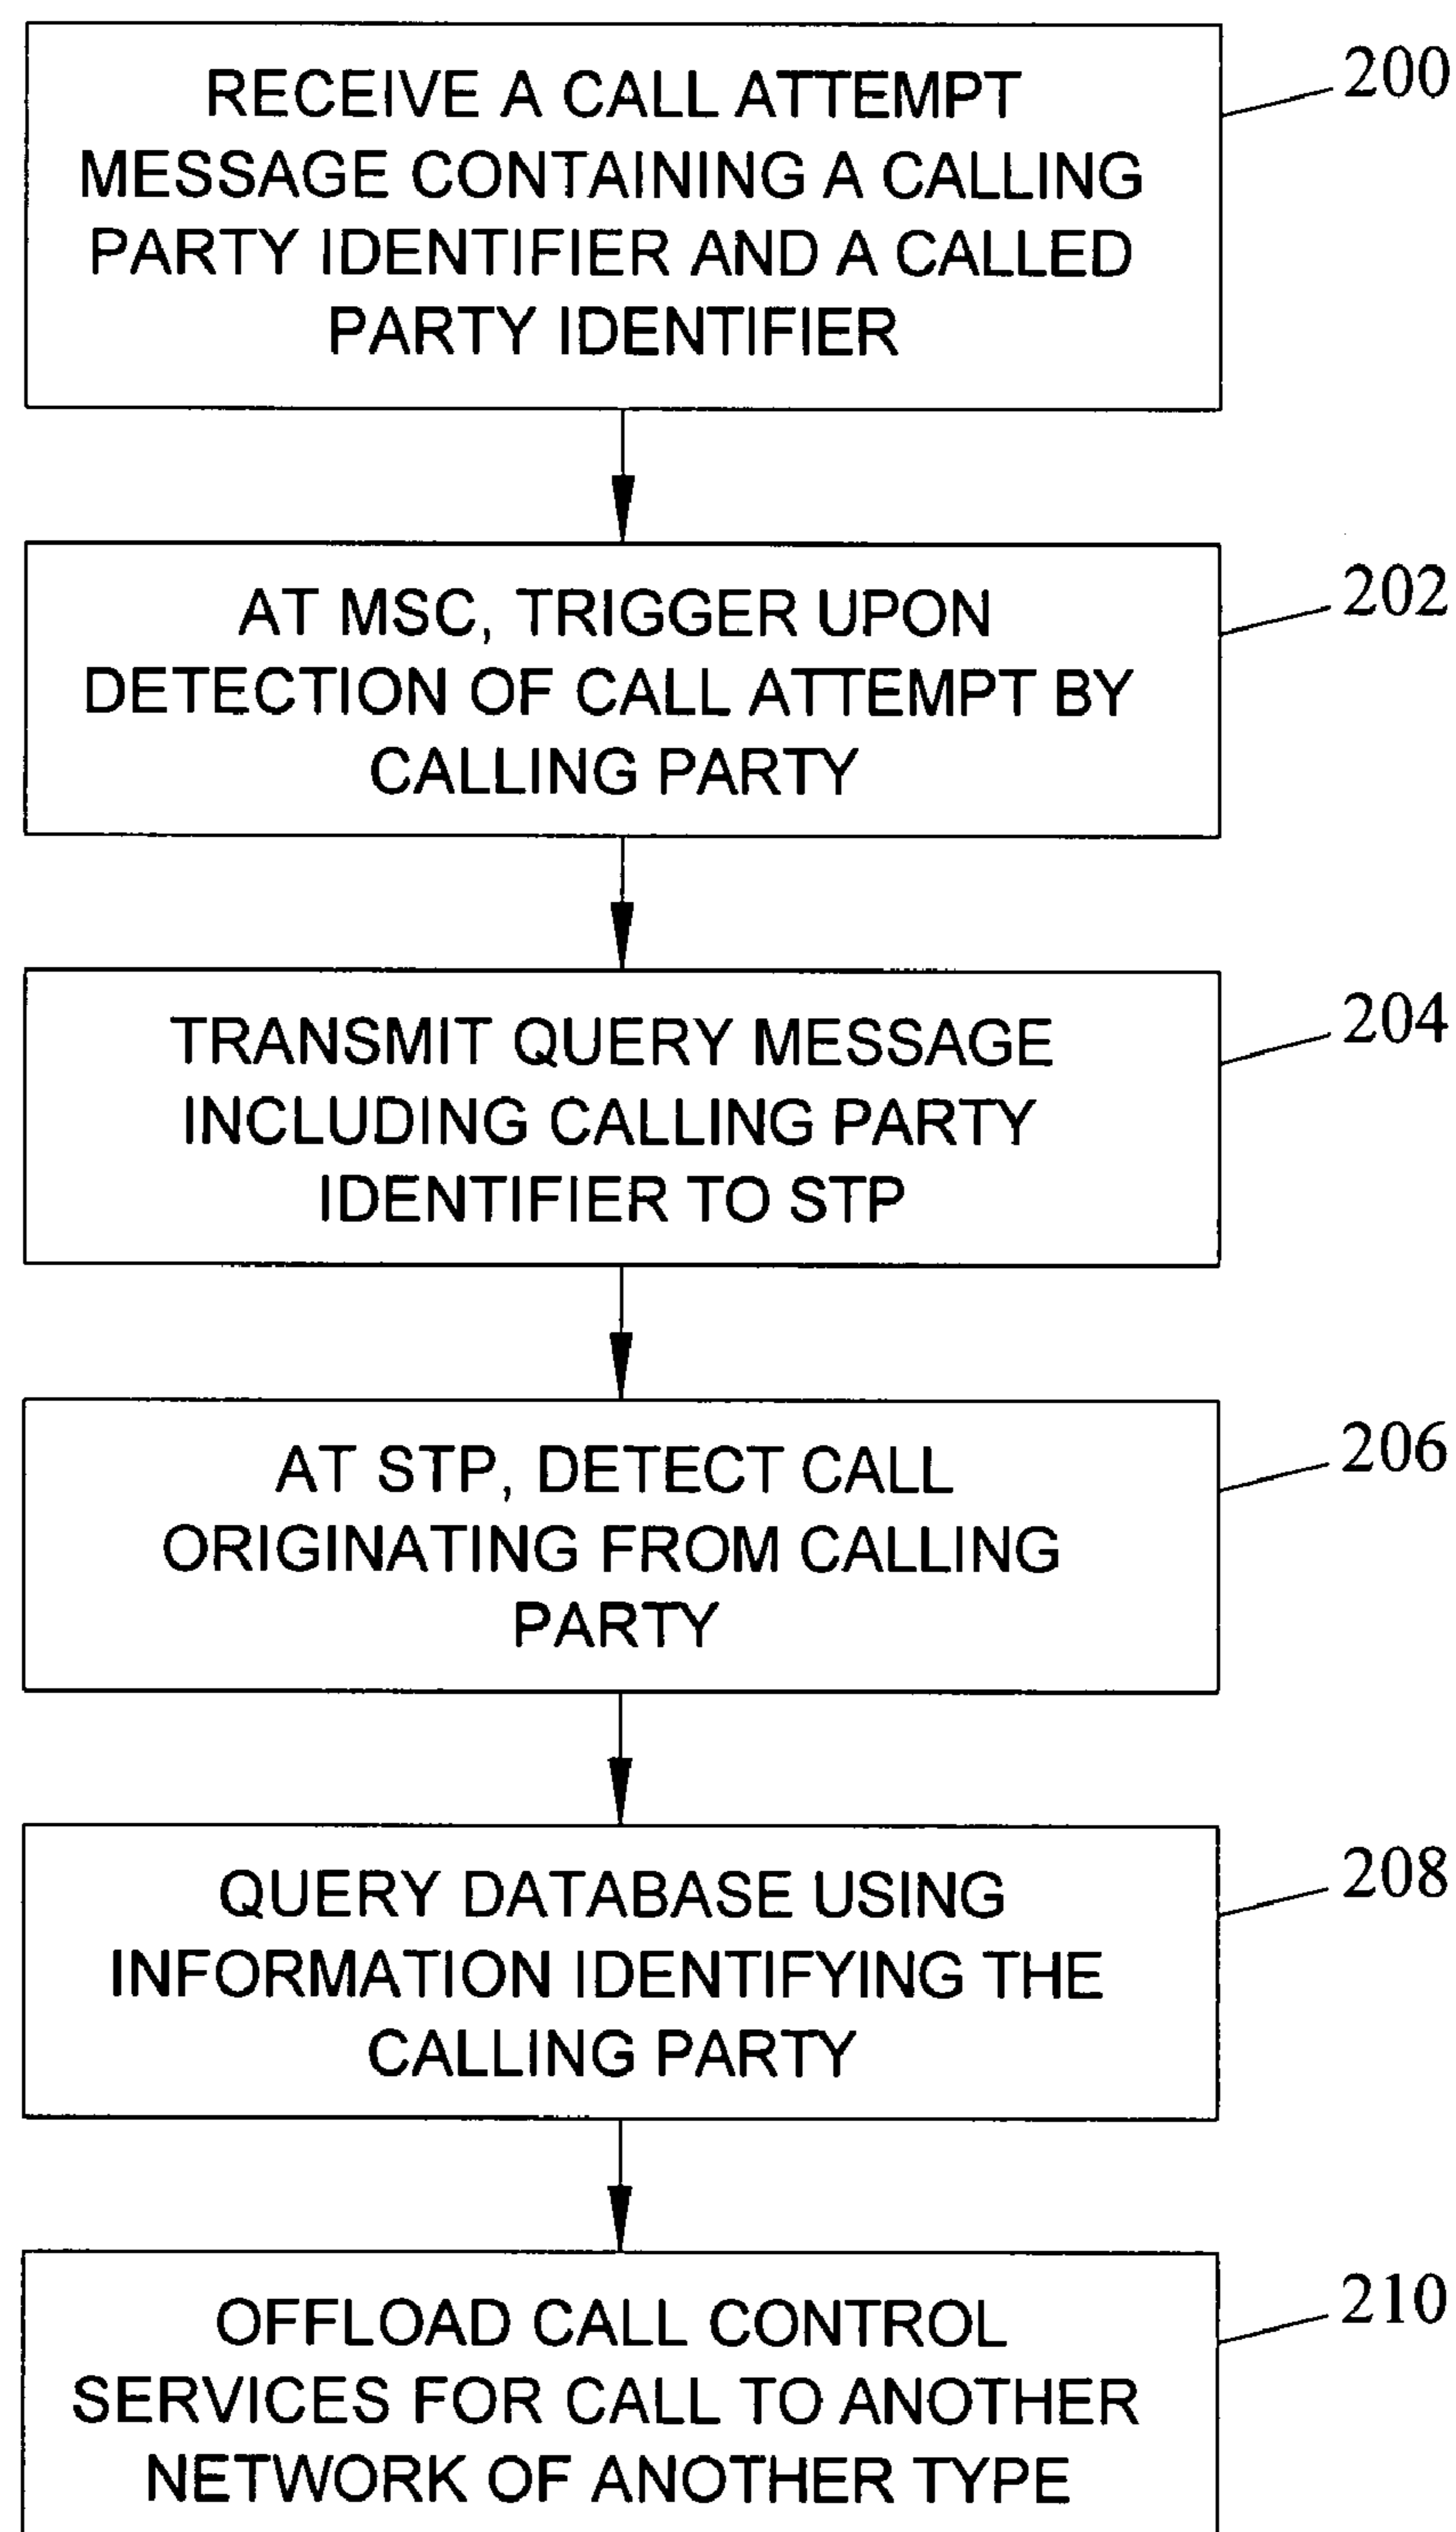 RECEIVE A CALL ATTEMPT
MESSAGE CONTAINING A CALLING
PARTY IDENTIFIER AND A CALLED
PARTY IDENTIFIER
200
AT MSC, TRIGGER UPON
DETECTION OF CALL ATTEMPT BY
CALLING PARTY
202
TRANSMIT QUERY MESSAGE
INCLUDING CALLING PARTY
IDENTIFIER TO STP
204
AT STP, DETECT CALL
ORIGINATING FROM CALLING
PARTY
206
QUERY DATABASE USING
INFORMATION IDENTIFYING THE
CALLING PARTY
208
OFFLOAD CALL CONTROL
SERVICES FOR CALL TO ANOTHER
NETWORK OF ANOTHER TYPE
210